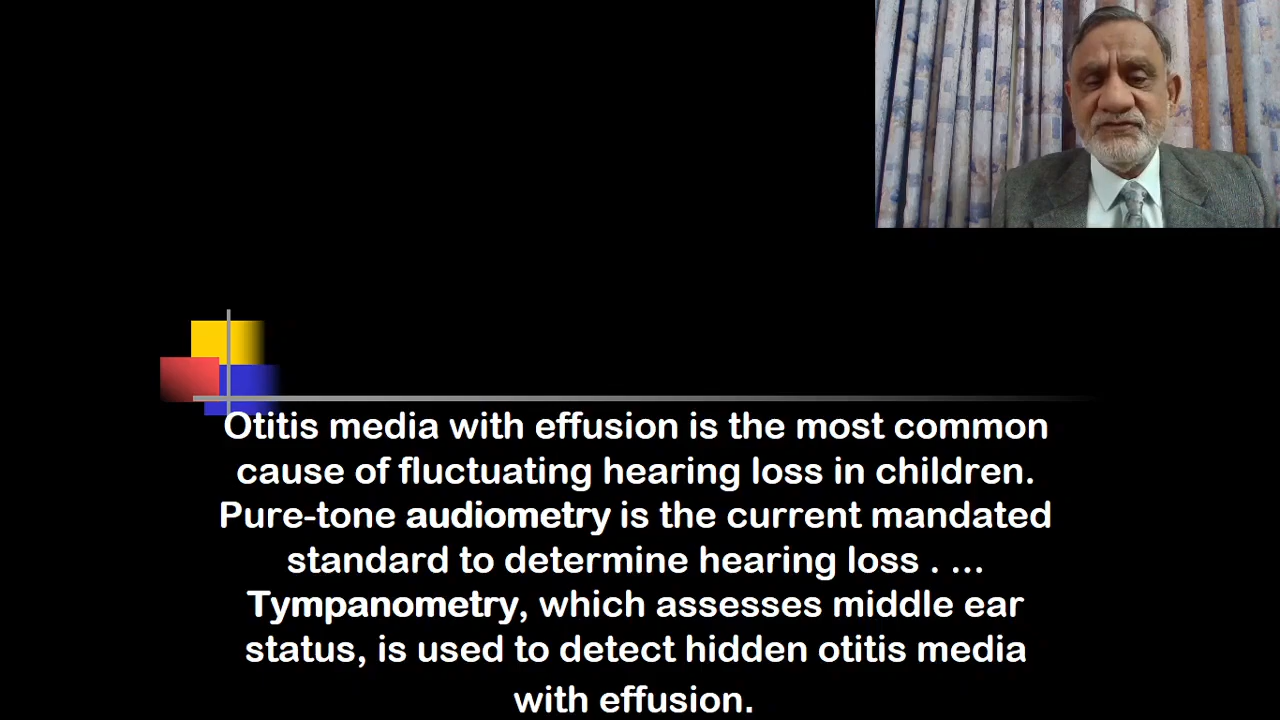 Otitis media with effusion is the most common
cause of fluctuating hearing loss in children.
Pure-tone audiometry is the current mandated
standard to determine hearing loss . ...
Tympanometry, which assesses middle ear
status, is used to detect hidden otitis media
with effusion.